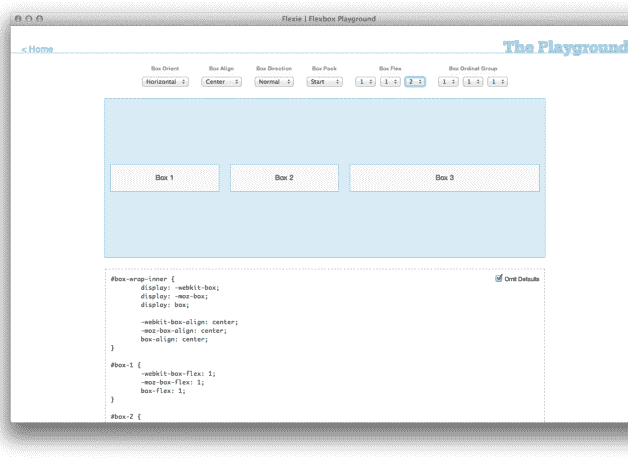 Flexie | Flexbox Playground
< Home
The Playground
Box Orient Box Align Box Direction Box Pack Box Flex Box Ordinal Group
Horizontal Center Normal Start 1 1 2 1 1 1
Box 1 Box 2 Box 3
Omit Defaults
#box-wrap-inner {
display: -webkit-box;
display: -moz-box;
display: box;
-webkit-box-align: center;
-moz-box-align: center;
box-align: center;
}
#box-1 {
-webkit-box-flex: 1;
-moz-box-flex: 1;
box-flex: 1;
}
#box-2 {